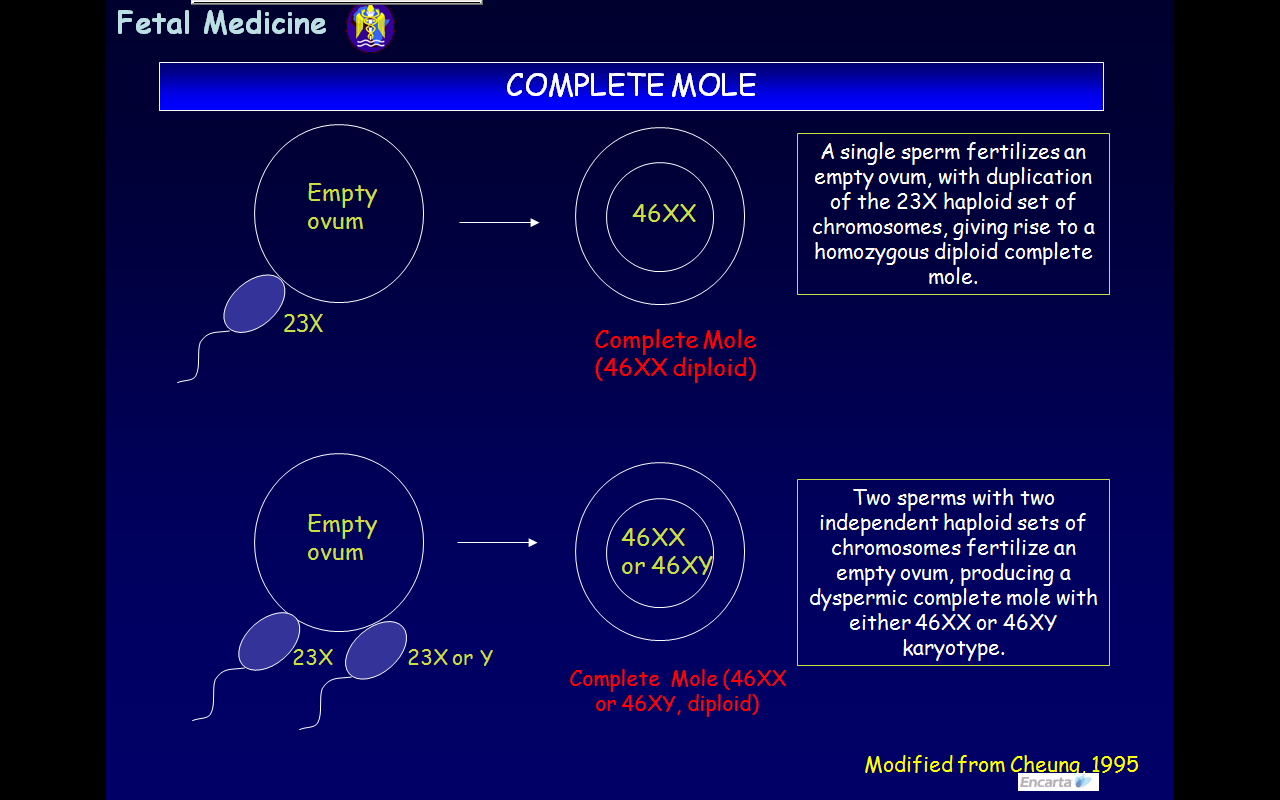 Fetal Medicine
COMPLETE MOLE
Empty
ovum
23X
46XX
Complete Mole
(46XX diploid)
A single sperm fertilizes an
empty ovum, with duplication
of the 23X haploid set of
chromosomes, giving rise to a
homozygous diploid complete
mole.
Empty
ovum
23X
23X or Y
46XX
or 46XY
Complete Mole (46XX
or 46XY, diploid)
Two sperms with two
independent haploid sets of
chromosomes fertilize an
empty ovum, producing a
dyspermic complete mole with
either 46XX or 46XY
karyotype.
Modified from Cheung, 1995
Encarta